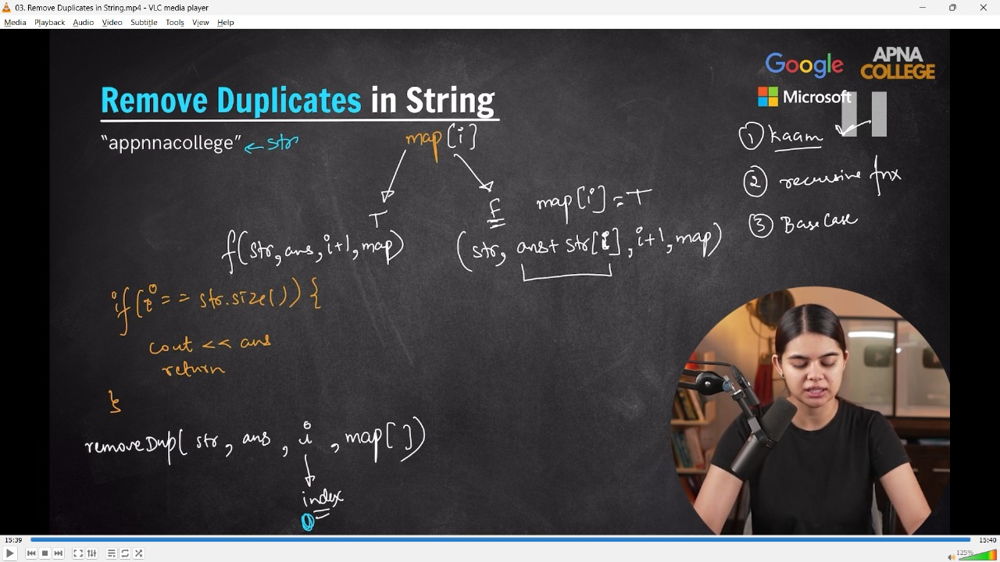 03. Remove Duplicates in String.mp4 - VLC media player
Media Playback Audio Video Subtitle Tools View Help
Google
APNA COLLEGE
Microsoft
Remove Duplicates in String
"appnnacollege" ← str
map[i]
① kaam ✓
② recursive fnx
③ Base Case
T
F
map[i] = T
f(str, ans, i+1, map)
(str, ans+ str[i], i+1, map)
if(i == str.size()) {
cout << ans
return
}
removeDup( str, ans, i, map[ ])
index
0
15:39
15:40
125%